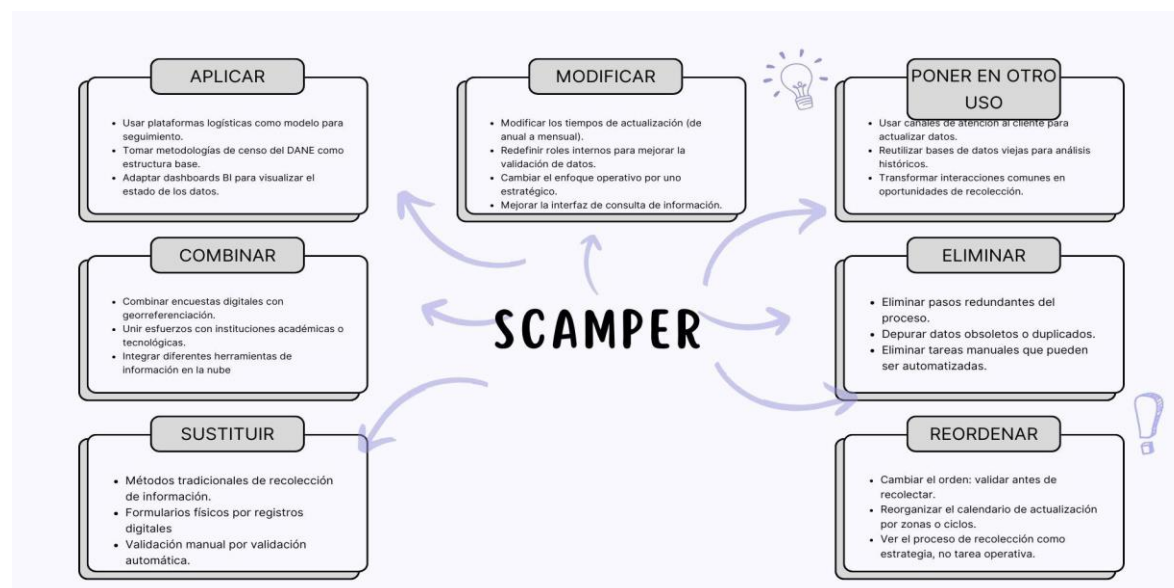 APLICAR
• Usar plataformas logísticas como modelo para
seguimiento.
• Tomar metodologías de censo del DANE como
estructura base.
• Adaptar dashboards BI para visualizar el
estado de los datos.
MODIFICAR
• Modificar los tiempos de actualización (de
anual a mensual).
• Redefinir roles internos para mejorar la
validación de datos.
• Cambiar el enfoque operativo por uno
estratégico.
• Mejorar la interfaz de consulta de información.
PONER EN OTRO
USO
• Usar canales de atención al cliente para
actualizar datos.
• Reutilizar bases de datos viejas para análisis
históricos.
• Transformar interacciones comunes en
oportunidades de recolección.
COMBINAR
• Combinar encuestas digitales con
georreferenciación.
• Unir esfuerzos con instituciones académicas o
tecnológicas.
• Integrar diferentes herramientas de
información en la nube
SCAMPER
ELIMINAR
• Eliminar pasos redundantes del
proceso.
• Depurar datos obsoletos o duplicados.
• Eliminar tareas manuales que pueden
ser automatizadas.
SUSTITUIR
• Métodos tradicionales de recolección
de información.
• Formularios físicos por registros
digitales
• Validación manual por validación
automática.
REORDENAR
• Cambiar el orden: validar antes de
recolectar.
• Reorganizar el calendario de actualización
por zonas o ciclos.
• Ver el proceso de recolección como
estrategia, no tarea operativa.